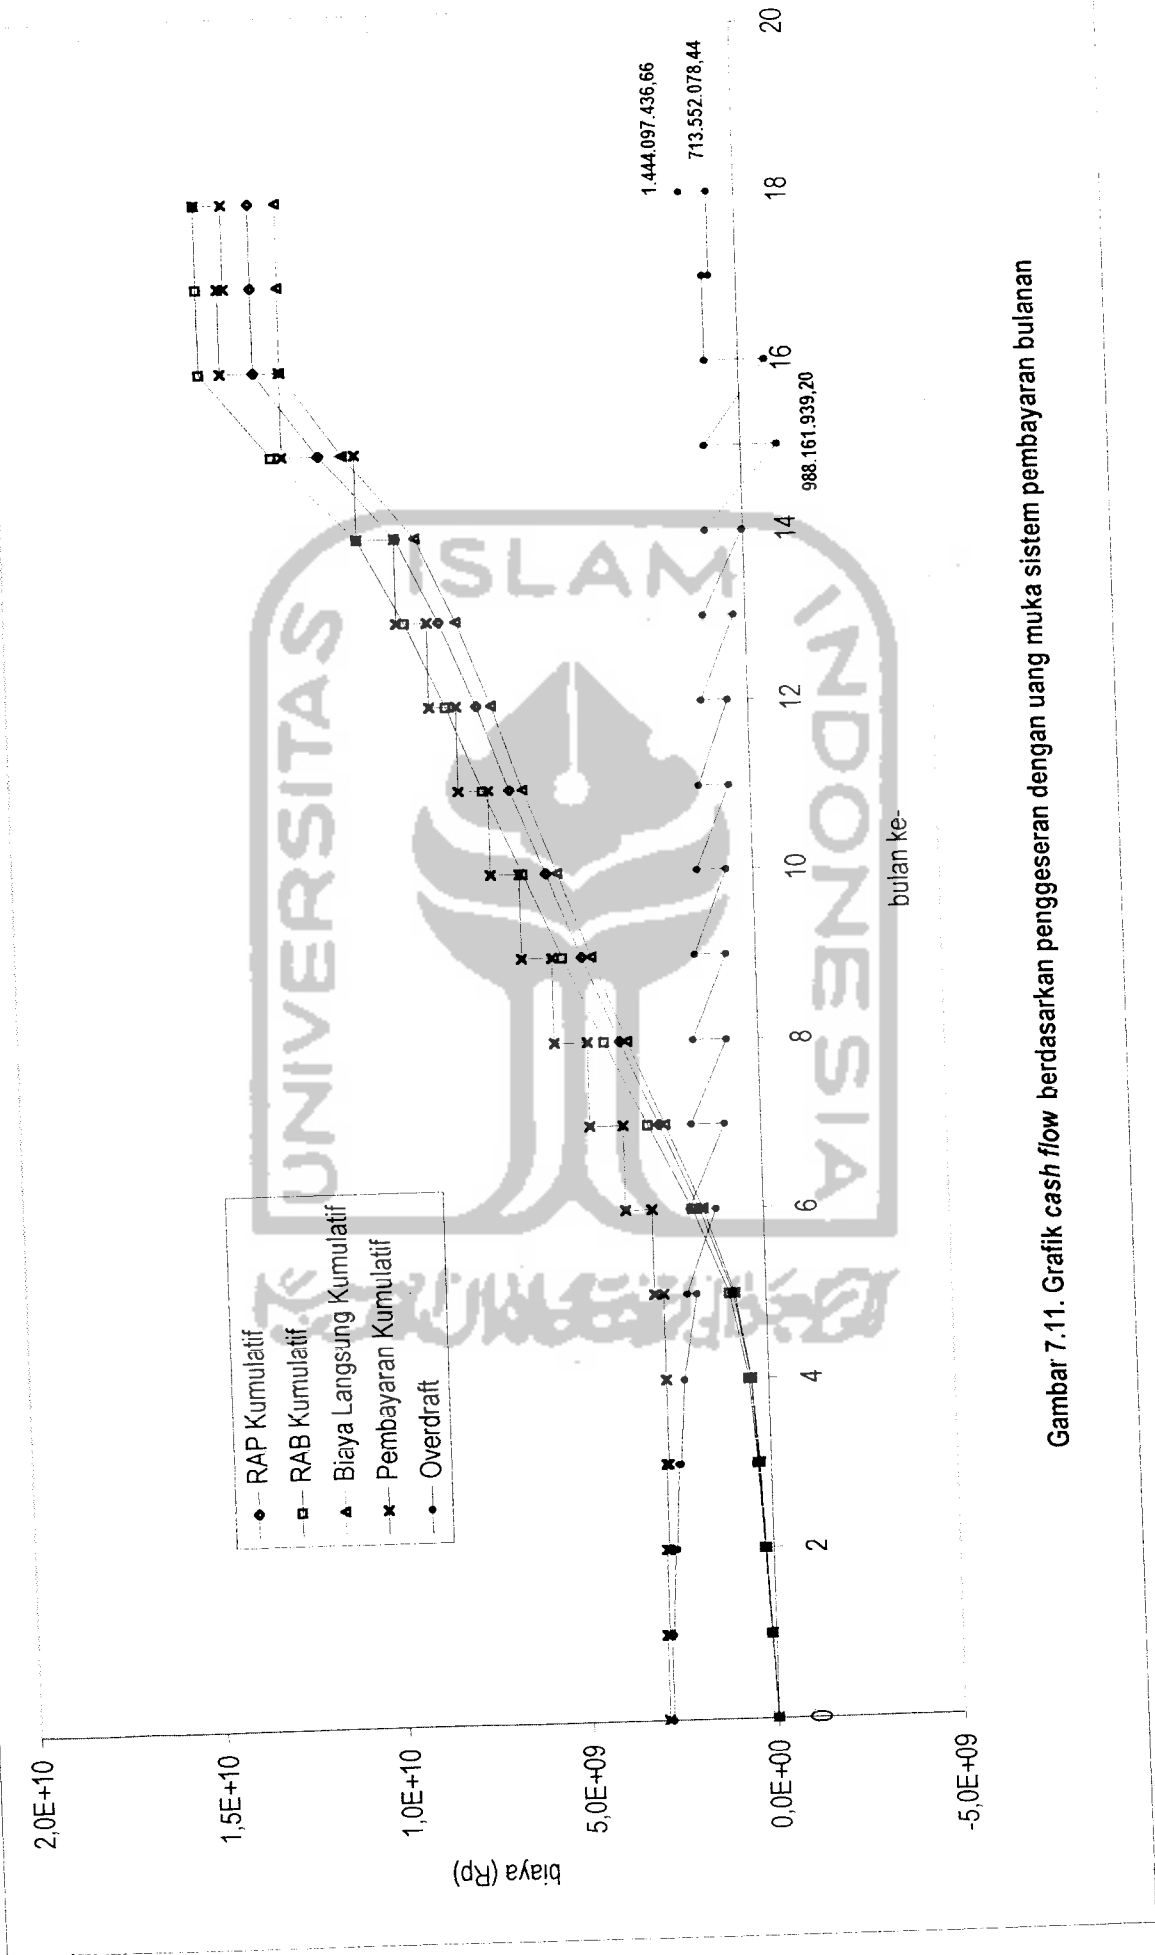 2,0E+10
1,5E+10
1,0E+10
5,0E+09
0,0E+00
-5,0E+09
biaya (Rp)
RAP Kumulatif
RAB Kumulatif
Biaya Langsung Kumulatif
Pembayaran Kumulatif
Overdraft
1.444.097.436,66
713.552.078,44
988.161.939,20
0
2
4
6
8
10
12
14
16
18
20
bulan ke-
UNIVERSITAS
ISLAM
INDONESIA
Gambar 7.11. Grafik cash flow berdasarkan penggeseran dengan uang muka sistem pembayaran bulanan